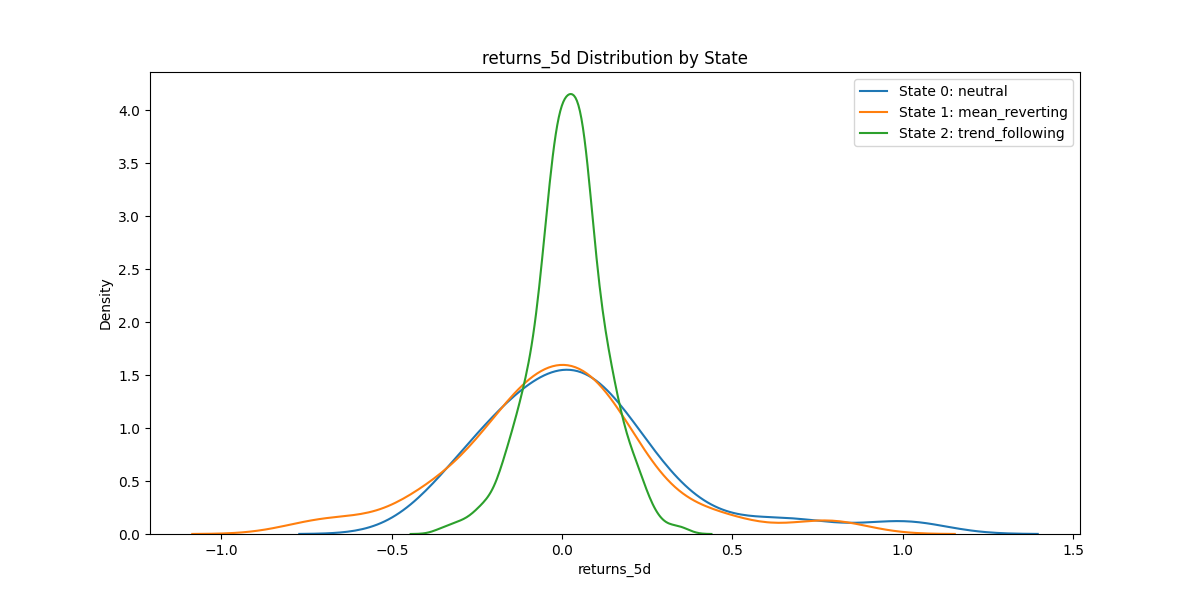 returns_5d Distribution by State
State 0: neutral
State 1: mean_reverting
State 2: trend_following
Density
4.0
3.5
3.0
2.5
2.0
1.5
1.0
0.5
0.0
−1.0 −0.5 0.0 0.5 1.0 1.5
returns_5d